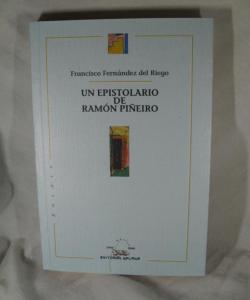 Francisco Fernández del Riego
UN EPISTOLARIO
DE
RAMÓN PIÑEIRO
EDITORIAL GALAXIA